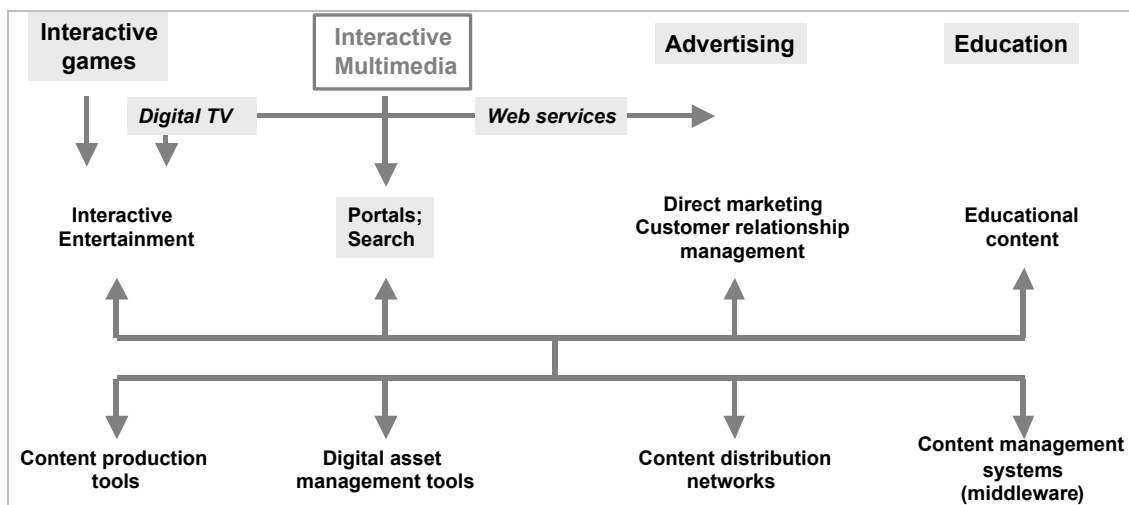 Interactive
games
Interactive
Multimedia
Advertising
Education
Digital TV
Web services
Interactive
Entertainment
Portals;
Search
Direct marketing
Customer relationship
management
Educational
content
Content production
tools
Digital asset
management tools
Content distribution
networks
Content management
systems
(middleware)